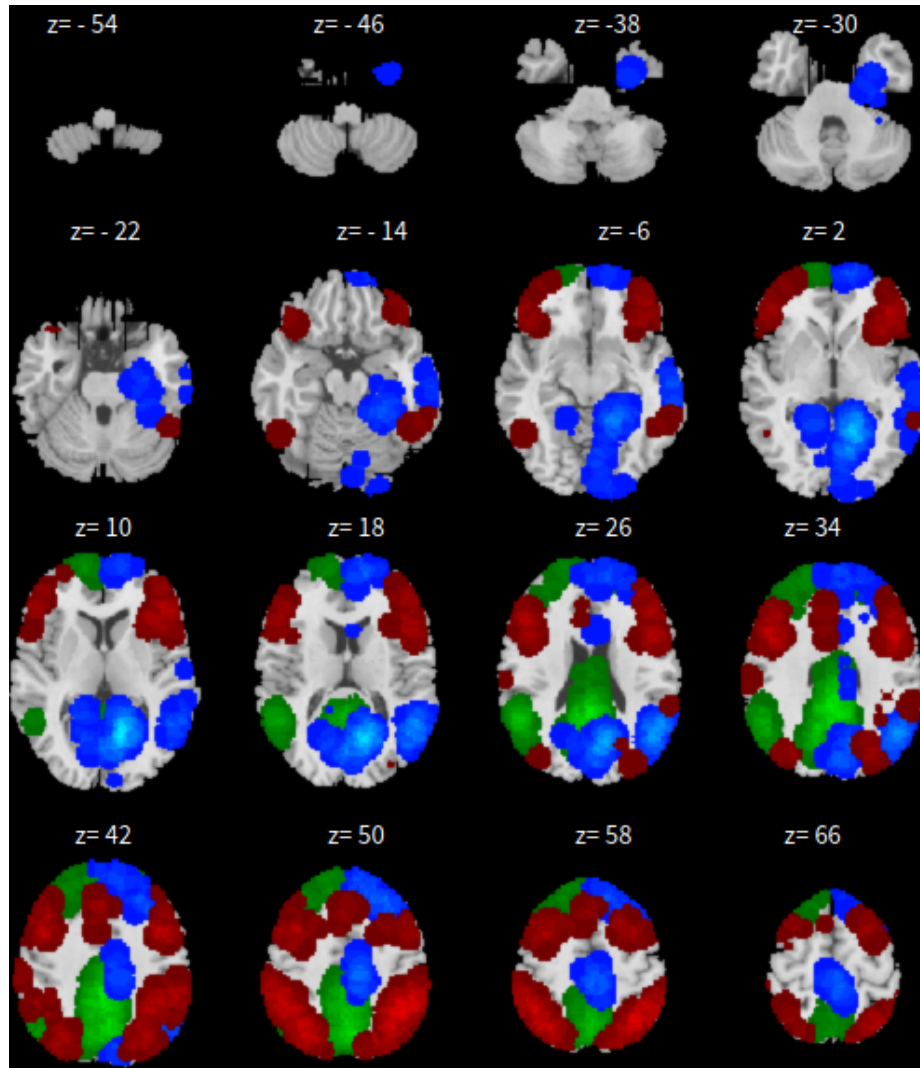 z= - 54
z= - 46
z= -38
z= -30
z= - 22
z= - 14
z= -6
z= 2
z= 10
z= 18
z= 26
z= 34
z= 42
z= 50
z= 58
z= 66